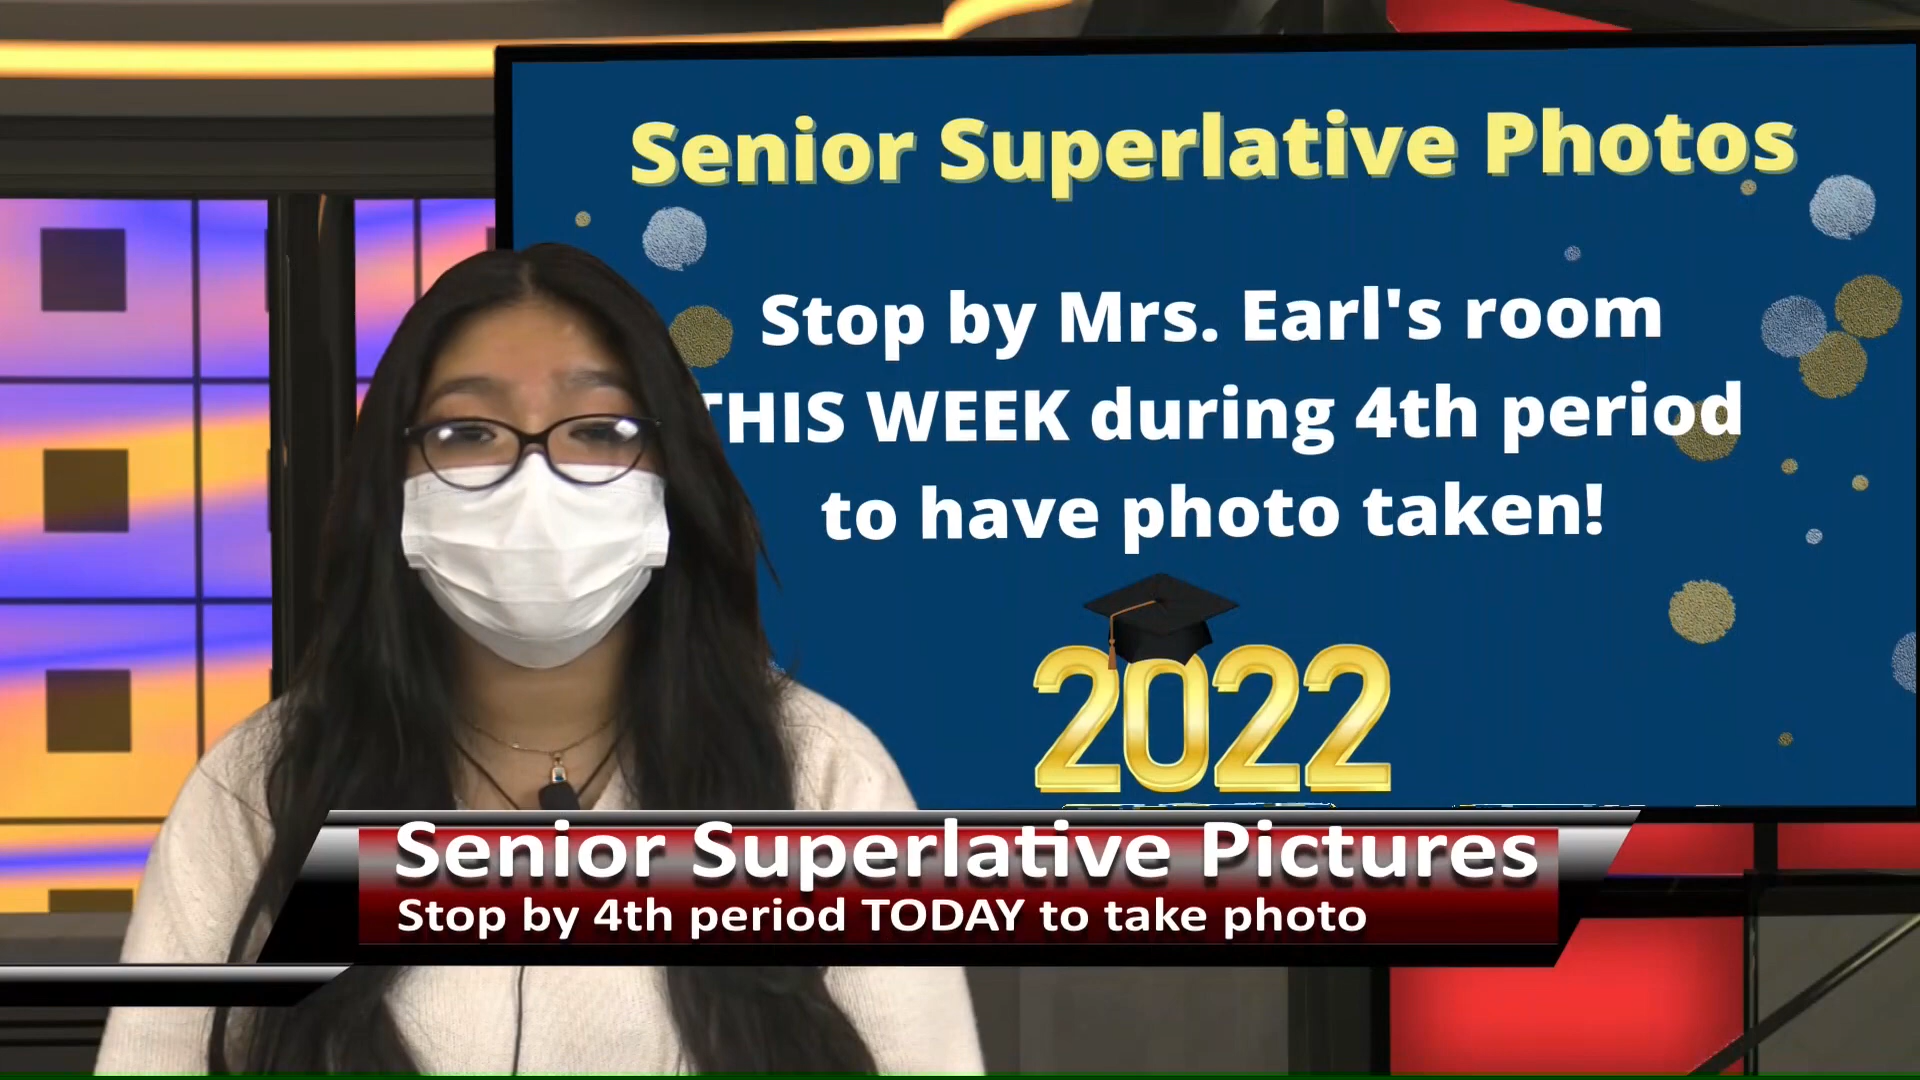 Senior Superlative Photos
Stop by Mrs. Earl's room
THIS WEEK during 4th period
to have photo taken!
2022
Senior Superlative Pictures
Stop by 4th period TODAY to take photo